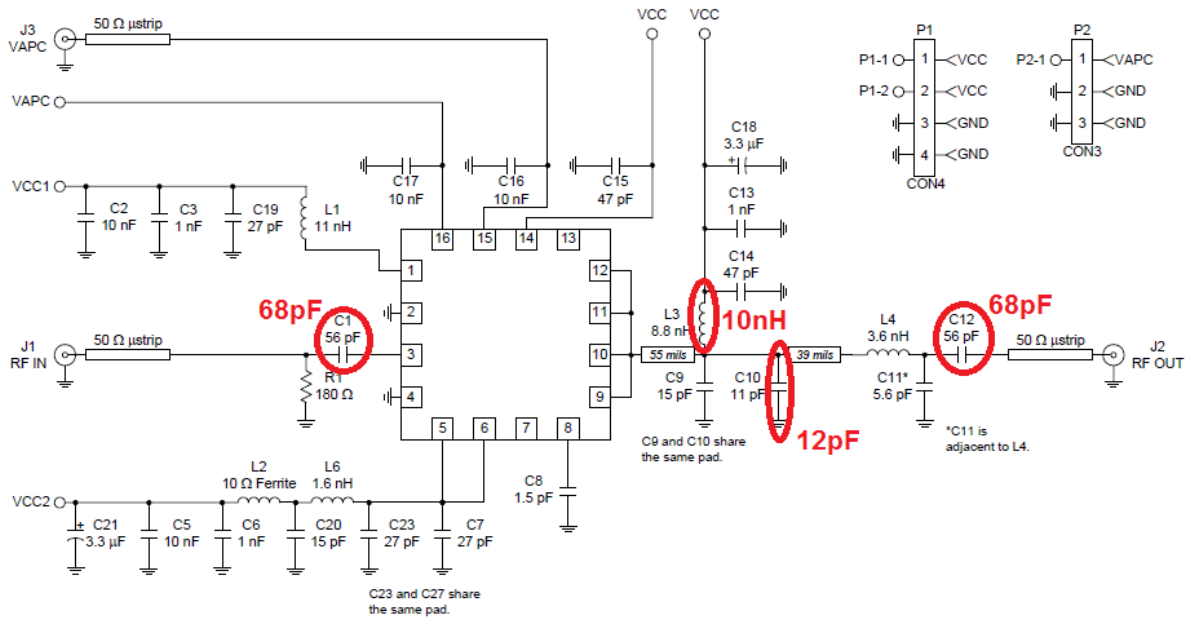 J3
VAPC
50 Ω µstrip
VCC
VCC
P1
P1-1
1
VCC
P1-2
2
VCC
3
GND
4
GND
CON4
P2
P2-1
1
VAPC
2
GND
3
GND
CON3
VAPC
C18
3.3 µF
+
C17
10 nF
C16
10 nF
C15
47 pF
C13
1 nF
VCC1
C2
10 nF
C3
1 nF
C19
27 pF
L1
11 nH
16
15
14
13
1
2
3
4
12
11
10
9
5
6
7
8
C14
47 pF
68pF
C1
56 pF
L3
8.8 nH
10nH
L4
3.6 nH
68pF
C12
56 pF
J1
RF IN
50 Ω µstrip
R1
180 Ω
55 mils
39 mils
50 Ω µstrip
J2
RF OUT
C9
15 pF
C10
11 pF
C11*
5.6 pF
12pF
C9 and C10 share
the same pad.
*C11 is
adjacent to L4.
VCC2
L2
10 Ω Ferrite
L6
1.6 nH
C8
1.5 pF
+
C21
3.3 µF
C5
10 nF
C6
1 nF
C20
15 pF
C23
27 pF
C7
27 pF
C23 and C27 share
the same pad.